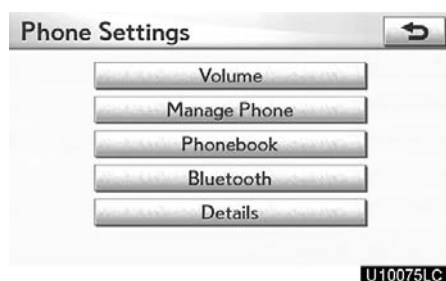 Phone Settings
Volume
Manage Phone
Phonebook
Bluetooth
Details
U10075LC